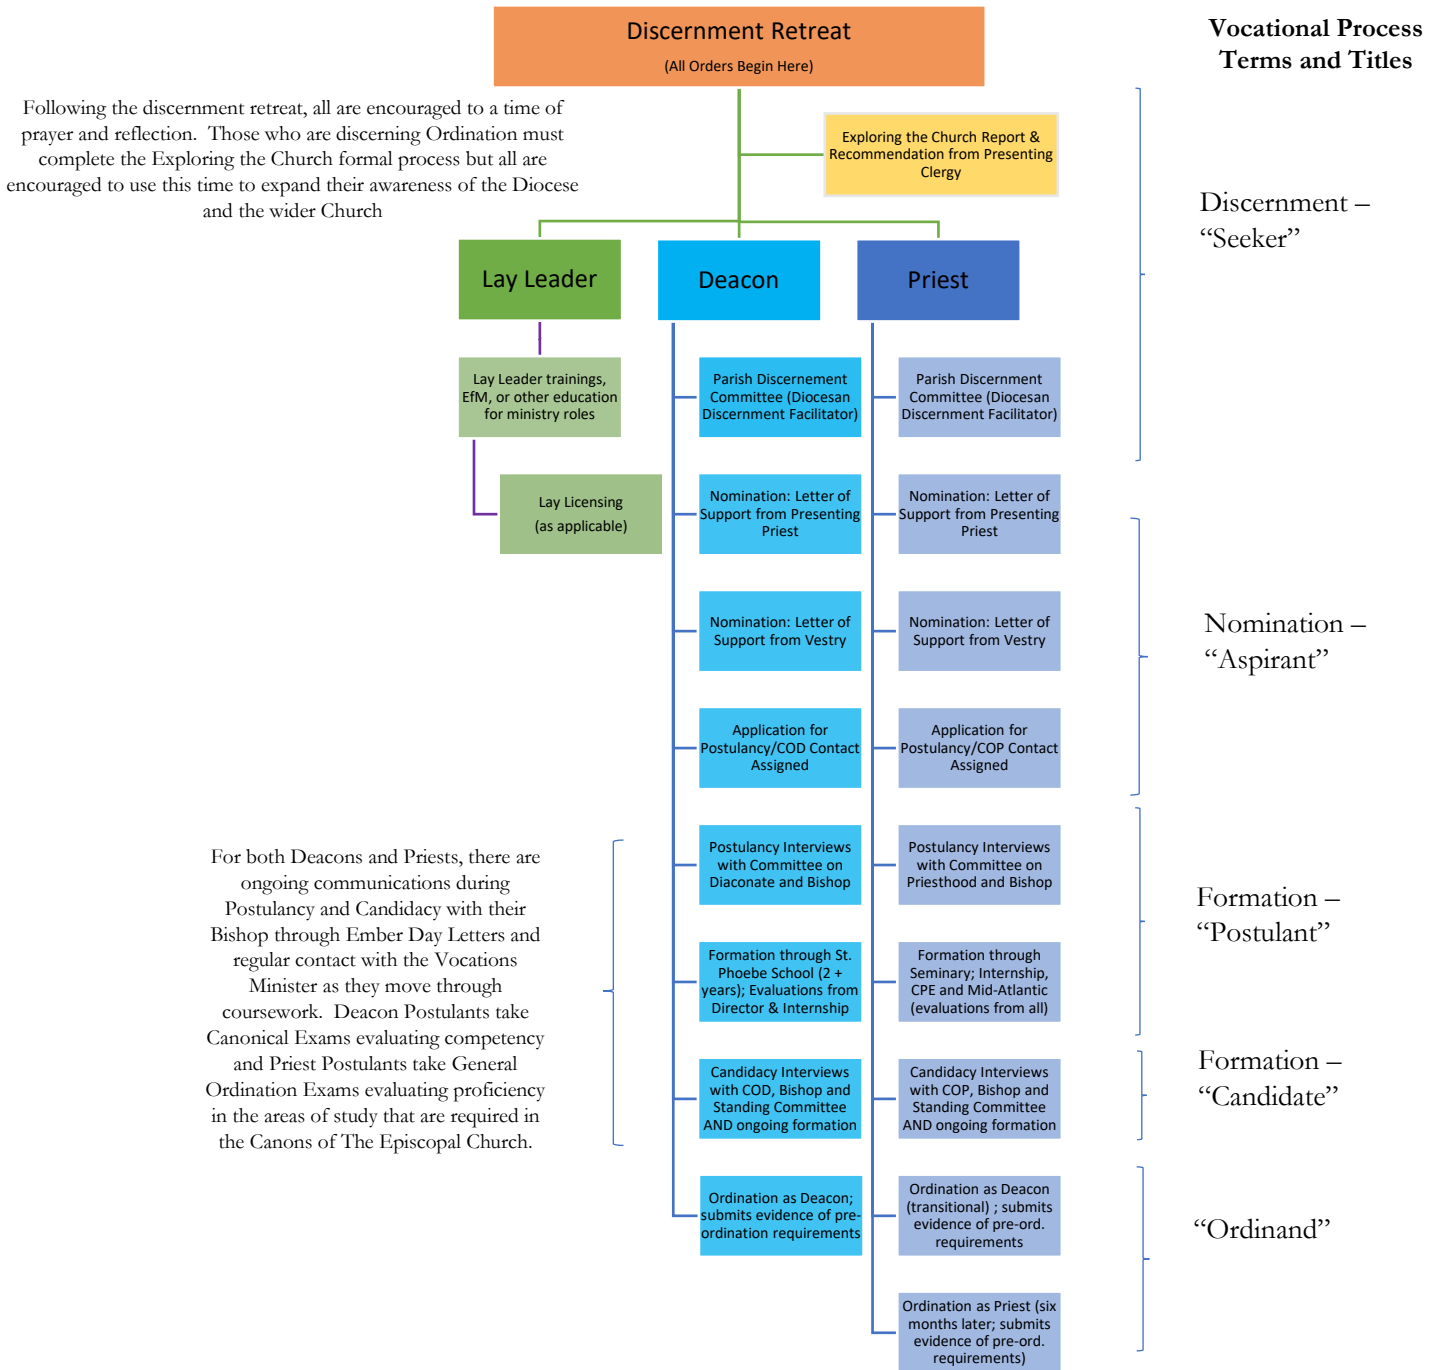 Discernment Retreat
(All Orders Begin Here)
Vocational Process
Terms and Titles
Following the discernment retreat, all are encouraged to a time of
prayer and reflection.  Those who are discerning Ordination must
complete the Exploring the Church formal process but all are
encouraged to use this time to expand their awareness of the Diocese
and the wider Church
Exploring the Church Report &
Recommendation from Presenting
Clergy
Discernment –
“Seeker”
Lay Leader
Deacon
Priest
Lay Leader trainings,
EfM, or other education
for ministry roles
Parish Discernement
Committee (Diocesan
Discernment Facilitator)
Parish Discernment
Committee (Diocesan
Discernment Facilitator)
Lay Licensing
(as applicable)
Nomination: Letter of
Support from Presenting
Priest
Nomination: Letter of
Support from Presenting
Priest
Nomination: Letter of
Support from Vestry
Nomination: Letter of
Support from Vestry
Nomination –
“Aspirant”
Application for
Postulancy/COD Contact
Assigned
Application for
Postulancy/COP Contact
Assigned
For both Deacons and Priests, there are
ongoing communications during
Postulancy and Candidacy with their
Bishop through Ember Day Letters and
regular contact with the Vocations
Minister as they move through
coursework.  Deacon Postulants take
Canonical Exams evaluating competency
and Priest Postulants take General
Ordination Exams evaluating proficiency
in the areas of study that are required in
the Canons of The Episcopal Church.
Postulancy Interviews
with Committee on
Diaconate and Bishop
Postulancy Interviews
with Committee on
Priesthood and Bishop
Formation –
“Postulant”
Formation through St.
Phoebe School (2 +
years); Evaluations from
Director & Internship
Formation through
Seminary; Internship,
CPE and Mid-Atlantic
(evaluations from all)
Candidacy Interviews
with COD, Bishop and
Standing Committee
AND ongoing formation
Candidacy Interviews
with COP, Bishop and
Standing Committee
AND ongoing formation
Formation –
“Candidate”
Ordination as Deacon;
submits evidence of pre-
ordination requirements
Ordination as Deacon
(transitional) ; submits
evidence of pre-ord.
requirements
“Ordinand”
Ordination as Priest (six
months later; submits
evidence of pre-ord.
requirements)